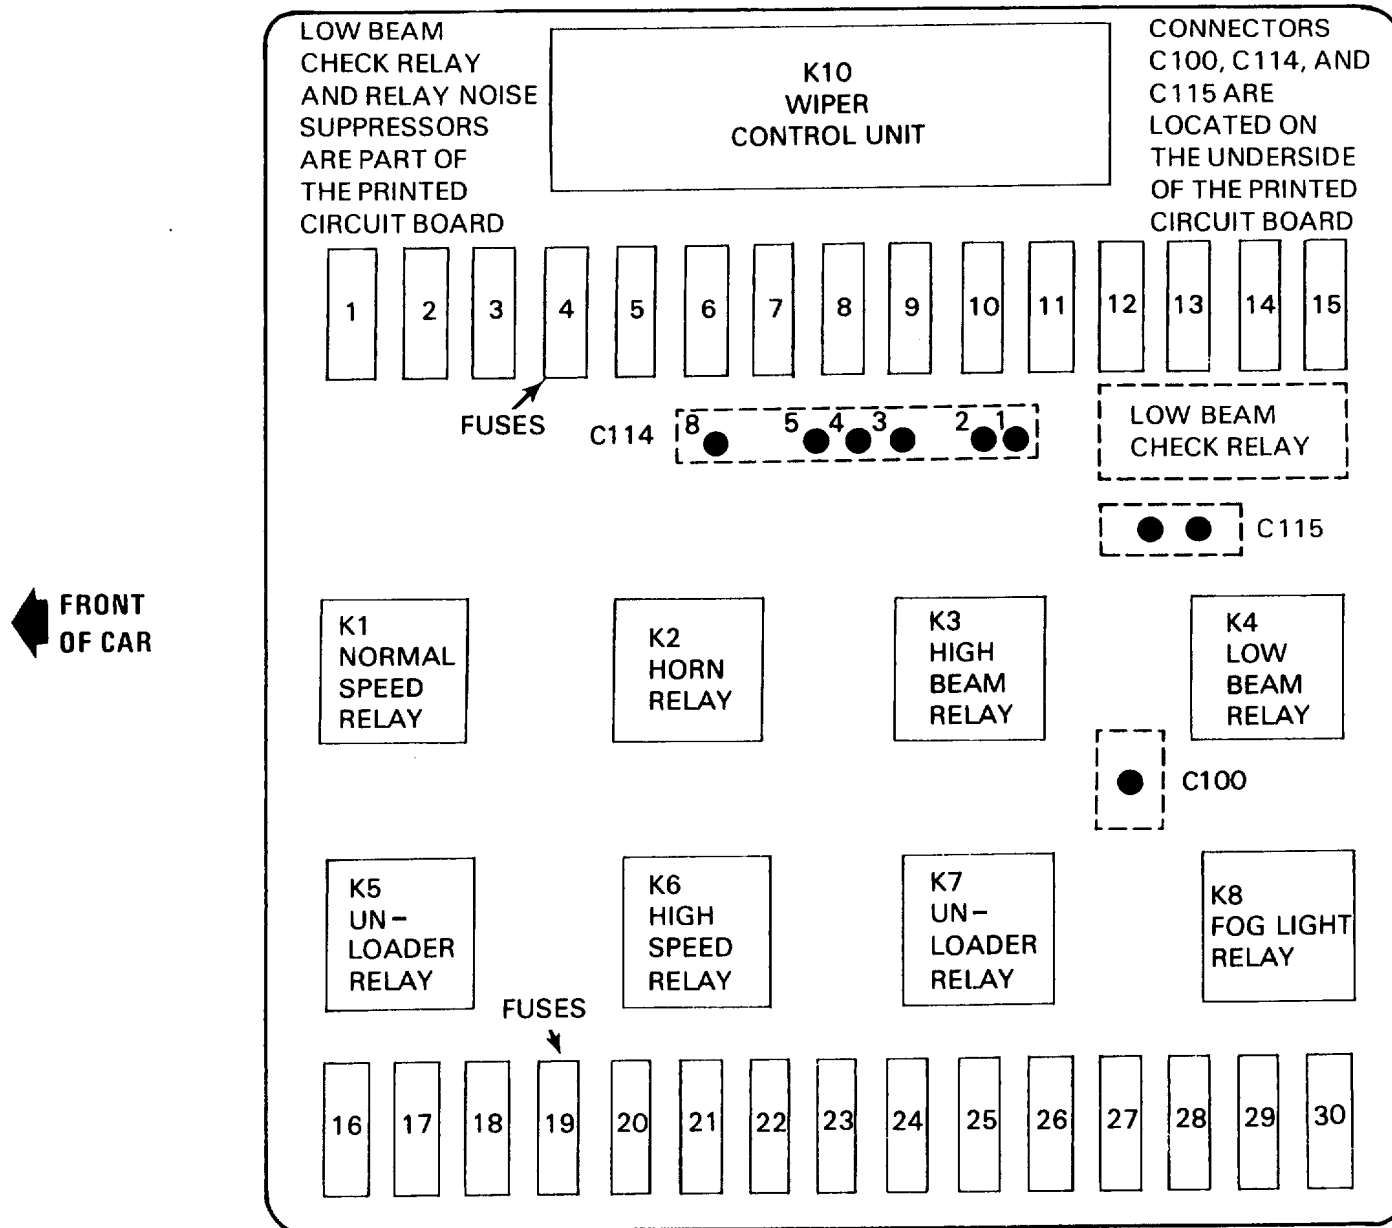 LOW BEAM
CHECK RELAY
AND RELAY NOISE
SUPPRESSORS
ARE PART OF
THE PRINTED
CIRCUIT BOARD
K10
WIPER
CONTROL UNIT
CONNECTORS
C100, C114, AND
C115 ARE
LOCATED ON
THE UNDERSIDE
OF THE PRINTED
CIRCUIT BOARD
1 2 3 4 5 6 7 8 9 10 11 12 13 14 15
FUSES
C114
8 5 4 3 2 1
LOW BEAM
CHECK RELAY
C115
FRONT
OF CAR
K1
NORMAL
SPEED
RELAY
K2
HORN
RELAY
K3
HIGH
BEAM
RELAY
K4
LOW
BEAM
RELAY
C100
K5
UN-
LOADER
RELAY
K6
HIGH
SPEED
RELAY
K7
UN-
LOADER
RELAY
K8
FOG LIGHT
RELAY
FUSES
16 17 18 19 20 21 22 23 24 25 26 27 28 29 30